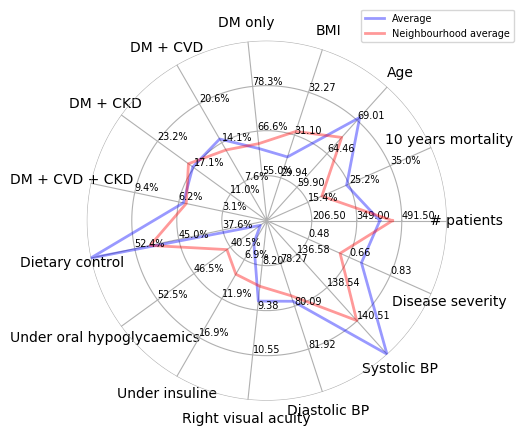 Average
Neighbourhood average
DM only
BMI
DM + CVD
Age
DM + CKD
10 years mortality
DM + CVD + CKD
# patients
Dietary control
Disease severity
Under oral hypoglycaemics
Systolic BP
Under insuline
Diastolic BP
Right visual acuity
78.3%
32.27
20.6%
69.01
66.6%
31.10
23.2%
14.1%
64.46
35.0%
17.1%
55.0%
29.94
7.6%
59.90
25.2%
9.4%
6.2%
11.0%
15.4%
3.1%
206.50
349.00
491.50
37.6%
0.48
45.0%
52.4%
40.5%
136.58
0.66
6.9%
8.20
78.27
0.83
46.5%
138.54
52.5%
11.9%
9.38
80.09
140.51
16.9%
10.55
81.92